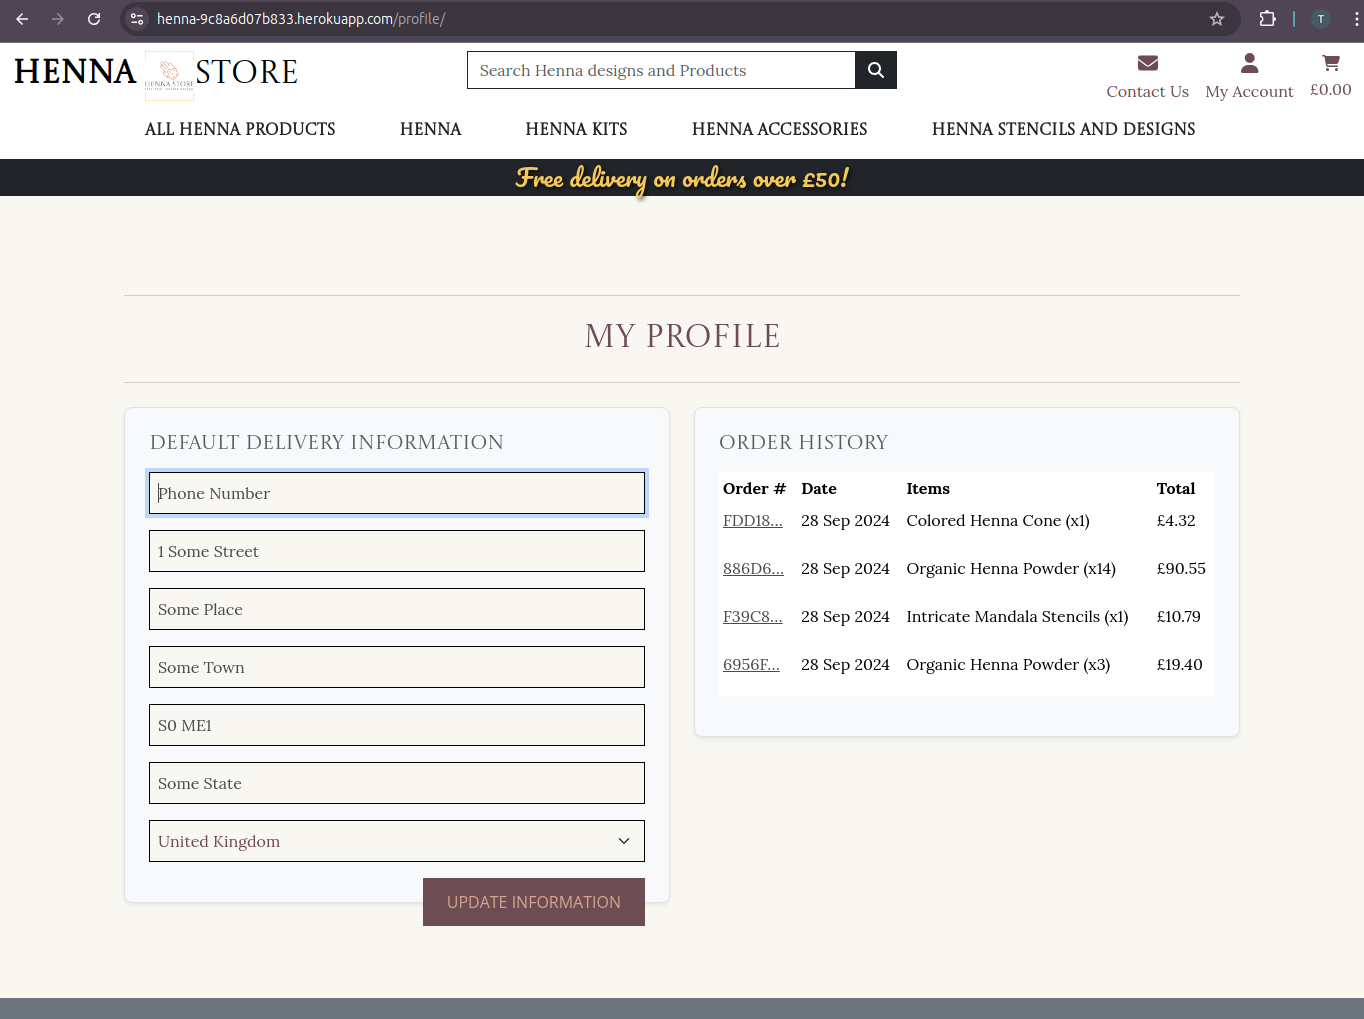 henna-9c8a6d07b833.herokuapp.com/profile/
T
HENNA STORE
HENNA STORE
Search Henna designs and Products
Contact Us
My Account
£0.00
ALL HENNA PRODUCTS
HENNA
HENNA KITS
HENNA ACCESSORIES
HENNA STENCILS AND DESIGNS
Free delivery on orders over £50!
MY PROFILE
DEFAULT DELIVERY INFORMATION
Phone Number
1 Some Street
Some Place
Some Town
S0 ME1
Some State
United Kingdom
UPDATE INFORMATION
ORDER HISTORY
Order # Date Items Total
FDD18... 28 Sep 2024 Colored Henna Cone (x1) £4.32
886D6... 28 Sep 2024 Organic Henna Powder (x14) £90.55
F39C8... 28 Sep 2024 Intricate Mandala Stencils (x1) £10.79
6956F... 28 Sep 2024 Organic Henna Powder (x3) £19.40